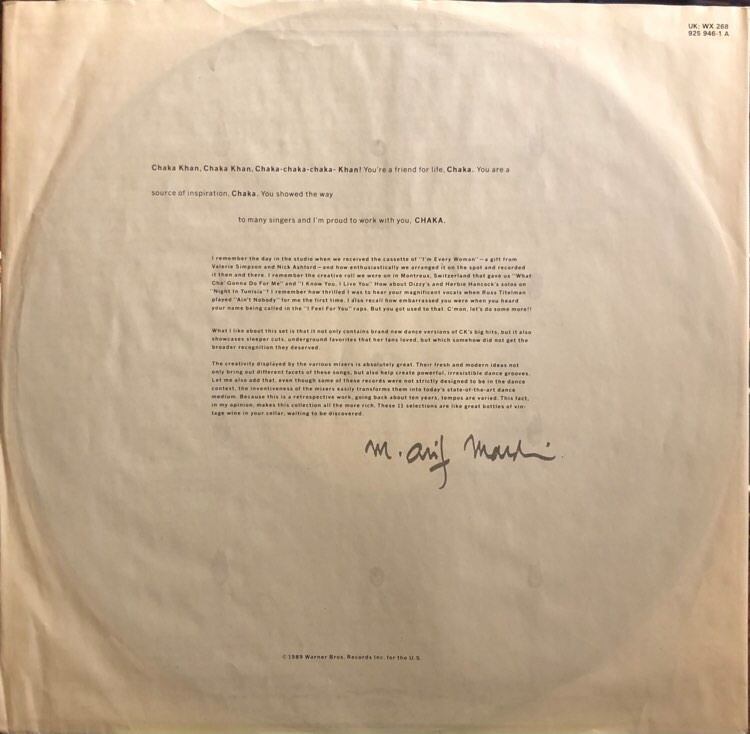 UK: WX 268
925 946-1 A
Chaka Khan, Chaka Khan, Chaka-chaka-chaka- Khan! You're a friend for life, Chaka. You are a
source of inspiration, Chaka. You showed the way
to many singers and I'm proud to work with you, CHAKA.
I remember the day in the studio when we received the cassette of "I'm Every Woman"—a gift from
Valerie Simpson and Nick Ashford—and how enthusiastically we arranged it on the spot and recorded
it then and there. I remember the creative roll we were on in Montreux, Switzerland that gave us "What
Cha' Gonna Do For Me" and "I Know You, I Live You" How about Dizzy's and Herbie Hancock's solos on
"Night In Tunisia"? I remember how thrilled I was to hear your magnificent vocals when Russ Titelman
played "Ain't Nobody" for me the first time. I also recall how embarrassed you were when you heard
your name being called in the "I Feel For You" raps. But you got used to that. C'mon, let's do some more!!
What I like about this set is that it not only contains brand new dance versions of CK's big hits, but it also
showcases sleeper cuts, underground favorites that her fans loved, but which somehow did not get the
broader recognition they deserved.
The creativity displayed by the various mixers is absolutely great. Their fresh and modern ideas not
only bring out different facets of these songs, but also help create powerful, irresistible dance grooves.
Let me also add that, even though some of these records were not strictly designed to be in the dance
context, the inventiveness of the mixers easily transforms them into today's state-of-the-art dance
medium. Because this is a retrospective work, going back about ten years, tempos are varied. This fact,
in my opinion, makes this collection all the more rich. These 11 selections are like great bottles of vin-
tage wine in your cellar, waiting to be discovered.
M. Arif Mardin
©1989 Warner Bros. Records Inc. for the U.S.